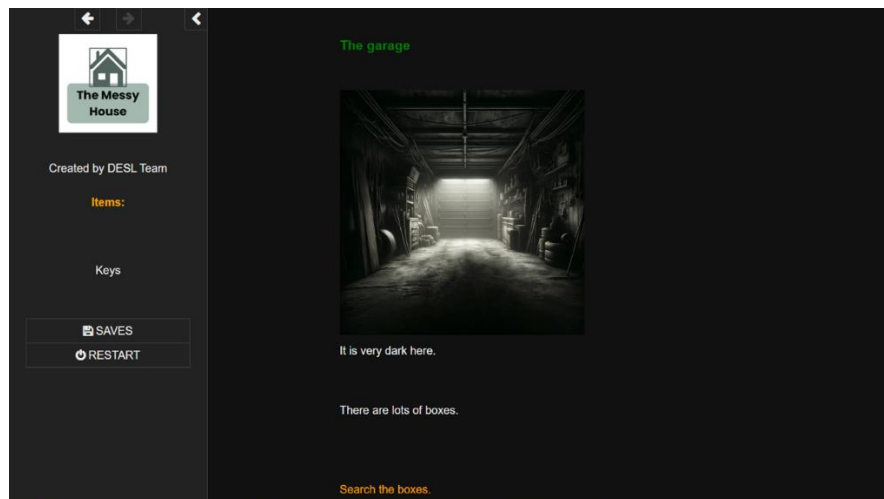 The Messy
House
Created by DESL Team
Items:
Keys
SAVES
RESTART
The garage
It is very dark here.
There are lots of boxes.
Search the boxes.